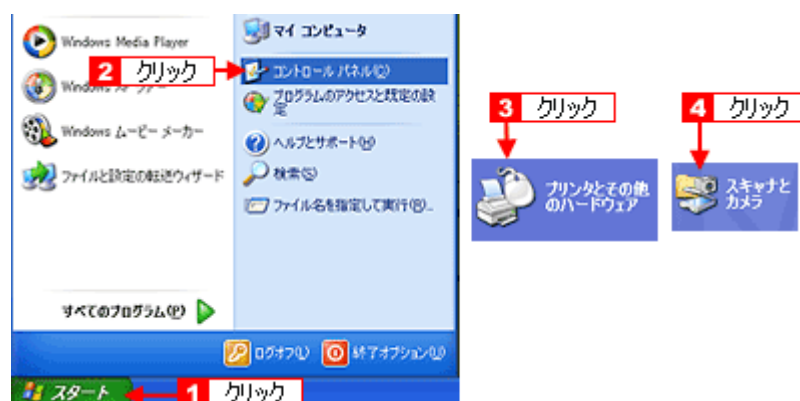 Windows Media Player
Windows
Windows ムービー メーカー
ファイルと設定の転送ウィザード
すべてのプログラム(P)
マイ コンピュータ
2 クリック
コントロール パネル(C)
プログラムのアクセスと既定の設
定
ヘルプとサポート(H)
検索(S)
ファイル名を指定して実行(R)...
ログオフ(L)
終了オプション(U)
スタート
1 クリック
3 クリック
プリンタとその他
のハードウェア
4 クリック
スキャナと
カメラ